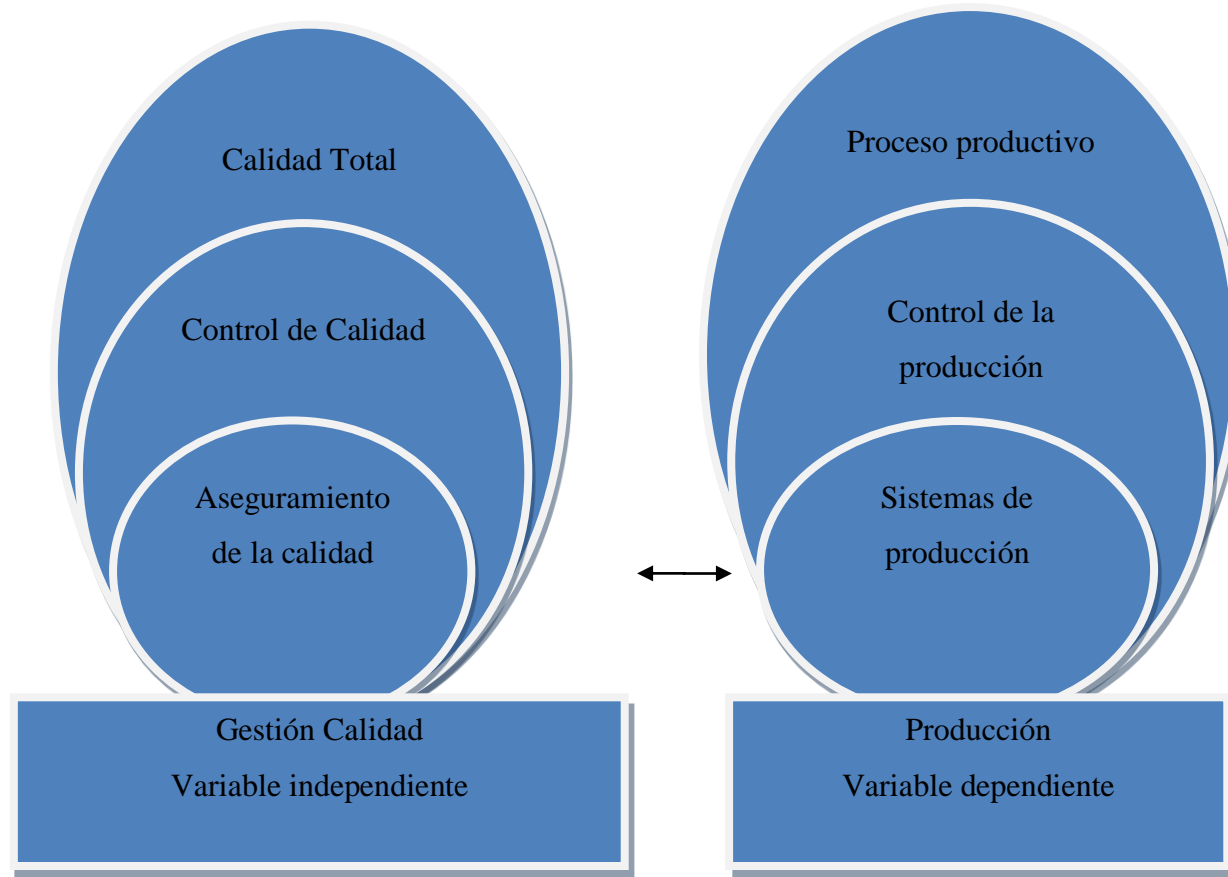 Calidad Total
Control de Calidad
Aseguramiento
de la calidad
Gestión Calidad
Variable independiente
Proceso productivo
Control de la
producción
Sistemas de
producción
Producción
Variable dependiente